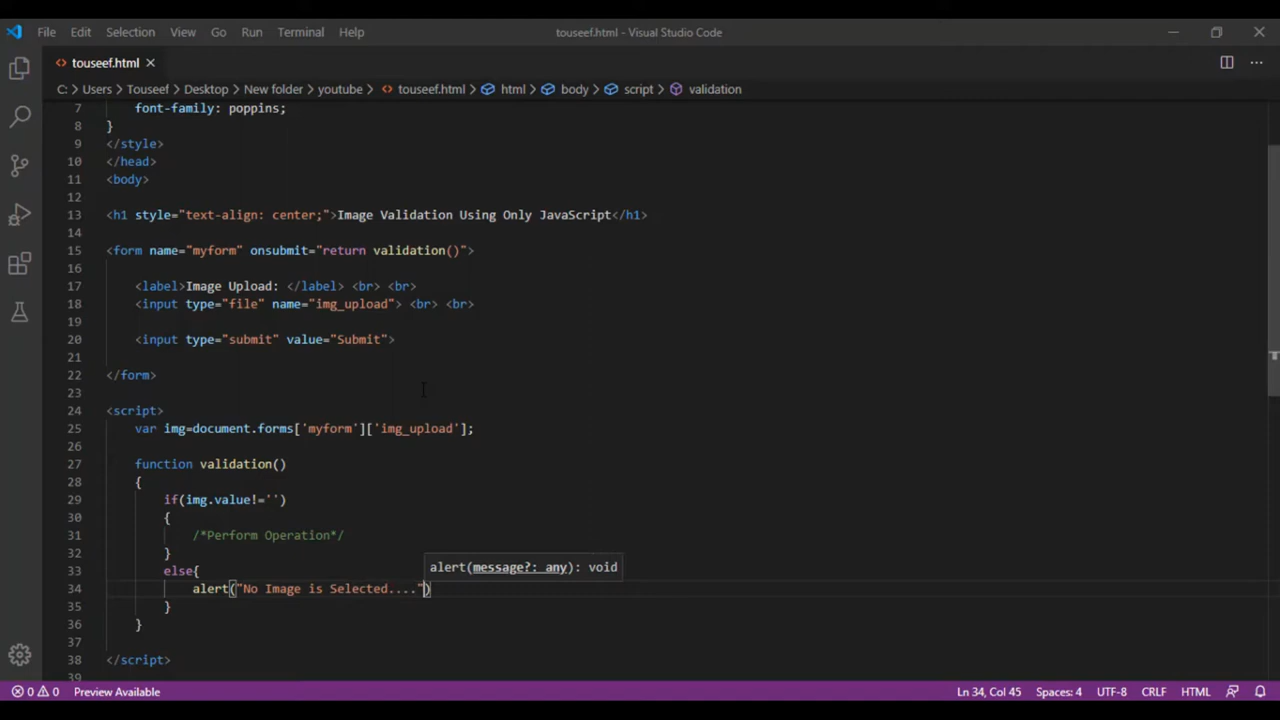 File Edit Selection View Go Run Terminal Help touseef.html - Visual Studio Code
touseef.html
C: > Users > Touseef > Desktop > New folder > youtube > touseef.html > html > body > script > validation
7 font-family: poppins;
8 }
9 </style>
10 </head>
11 <body>
12
13 <h1 style="text-align: center;">Image Validation Using Only JavaScript</h1>
14
15 <form name="myform" onsubmit="return validation()">
16
17 <label>Image Upload: </label> <br> <br>
18 <input type="file" name="img_upload"> <br> <br>
19
20 <input type="submit" value="Submit">
21
22 </form>
23
24 <script>
25 var img=document.forms['myform']['img_upload'];
26
27 function validation()
28 {
29 if(img.value!='')
30 {
31 /*Perform Operation*/
32 }
33 else{
alert(message?: any): void
34 alert("No Image is Selected....")
35 }
36 }
37
38 </script>
39
0 0 Preview Available Ln 34, Col 45 Spaces: 4 UTF-8 CRLF HTML